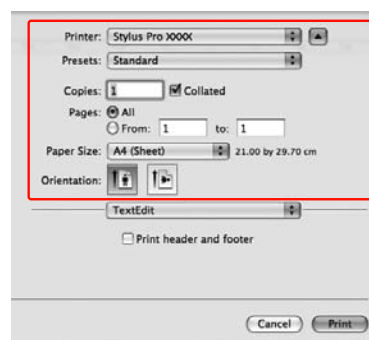 Printer: Stylus Pro XXXX
Presets: Standard
Copies: 1 Collated
Pages: All
From: 1 to: 1
Paper Size: A4 (Sheet) 21.00 by 29.70 cm
Orientation:
TextEdit
Print header and footer
Cancel Print